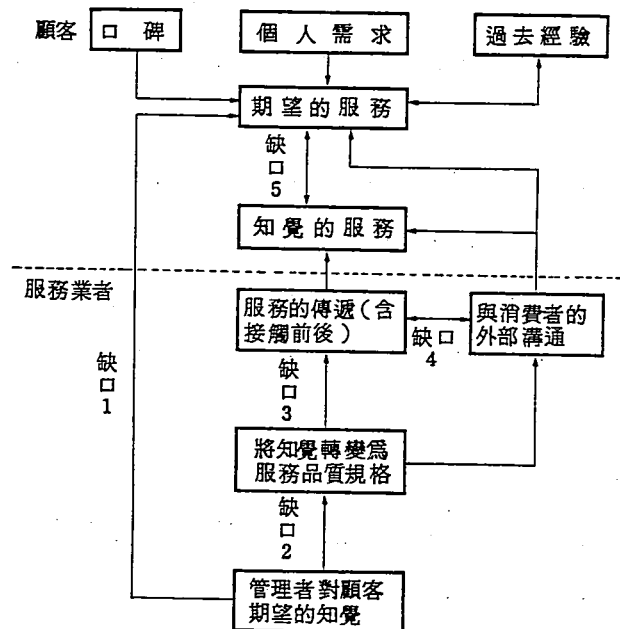 顧客 口碑 個人需求 過去經驗
期望的服務
缺口5
知覺的服務
服務業者
服務的傳遞(含
接觸前後)
與消費者的
外部溝通
缺口4
缺口1
缺口3
將知覺轉變爲
服務品質規格
缺口2
管理者對顧客
期望的知覺